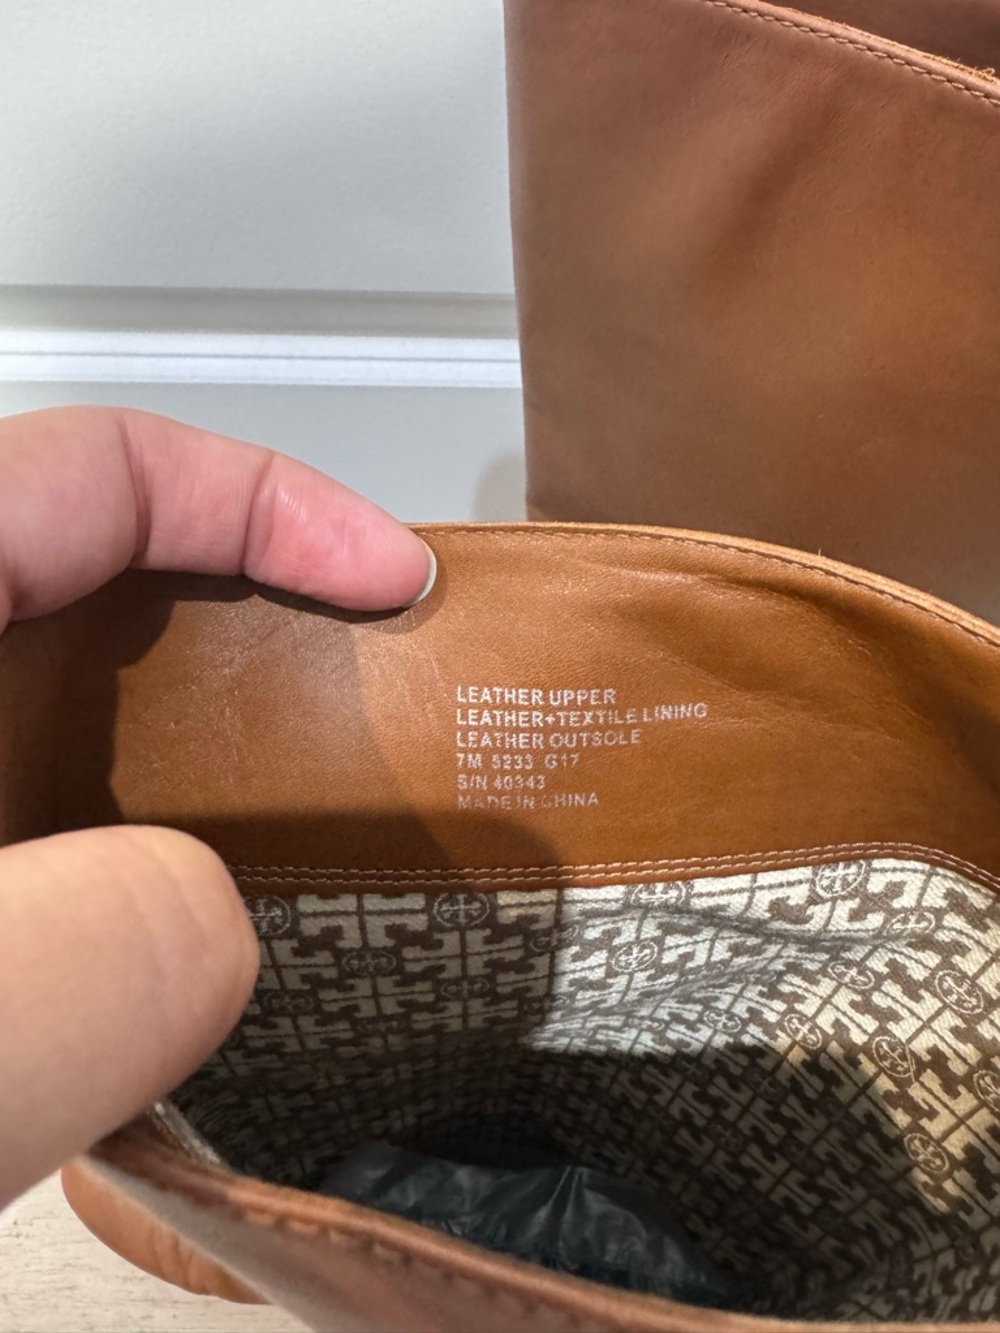 LEATHER UPPER
LEATHER+TEXTILE LINING
LEATHER OUTSOLE
7M 5233 G17
S/N 40343
MADE IN CHINA